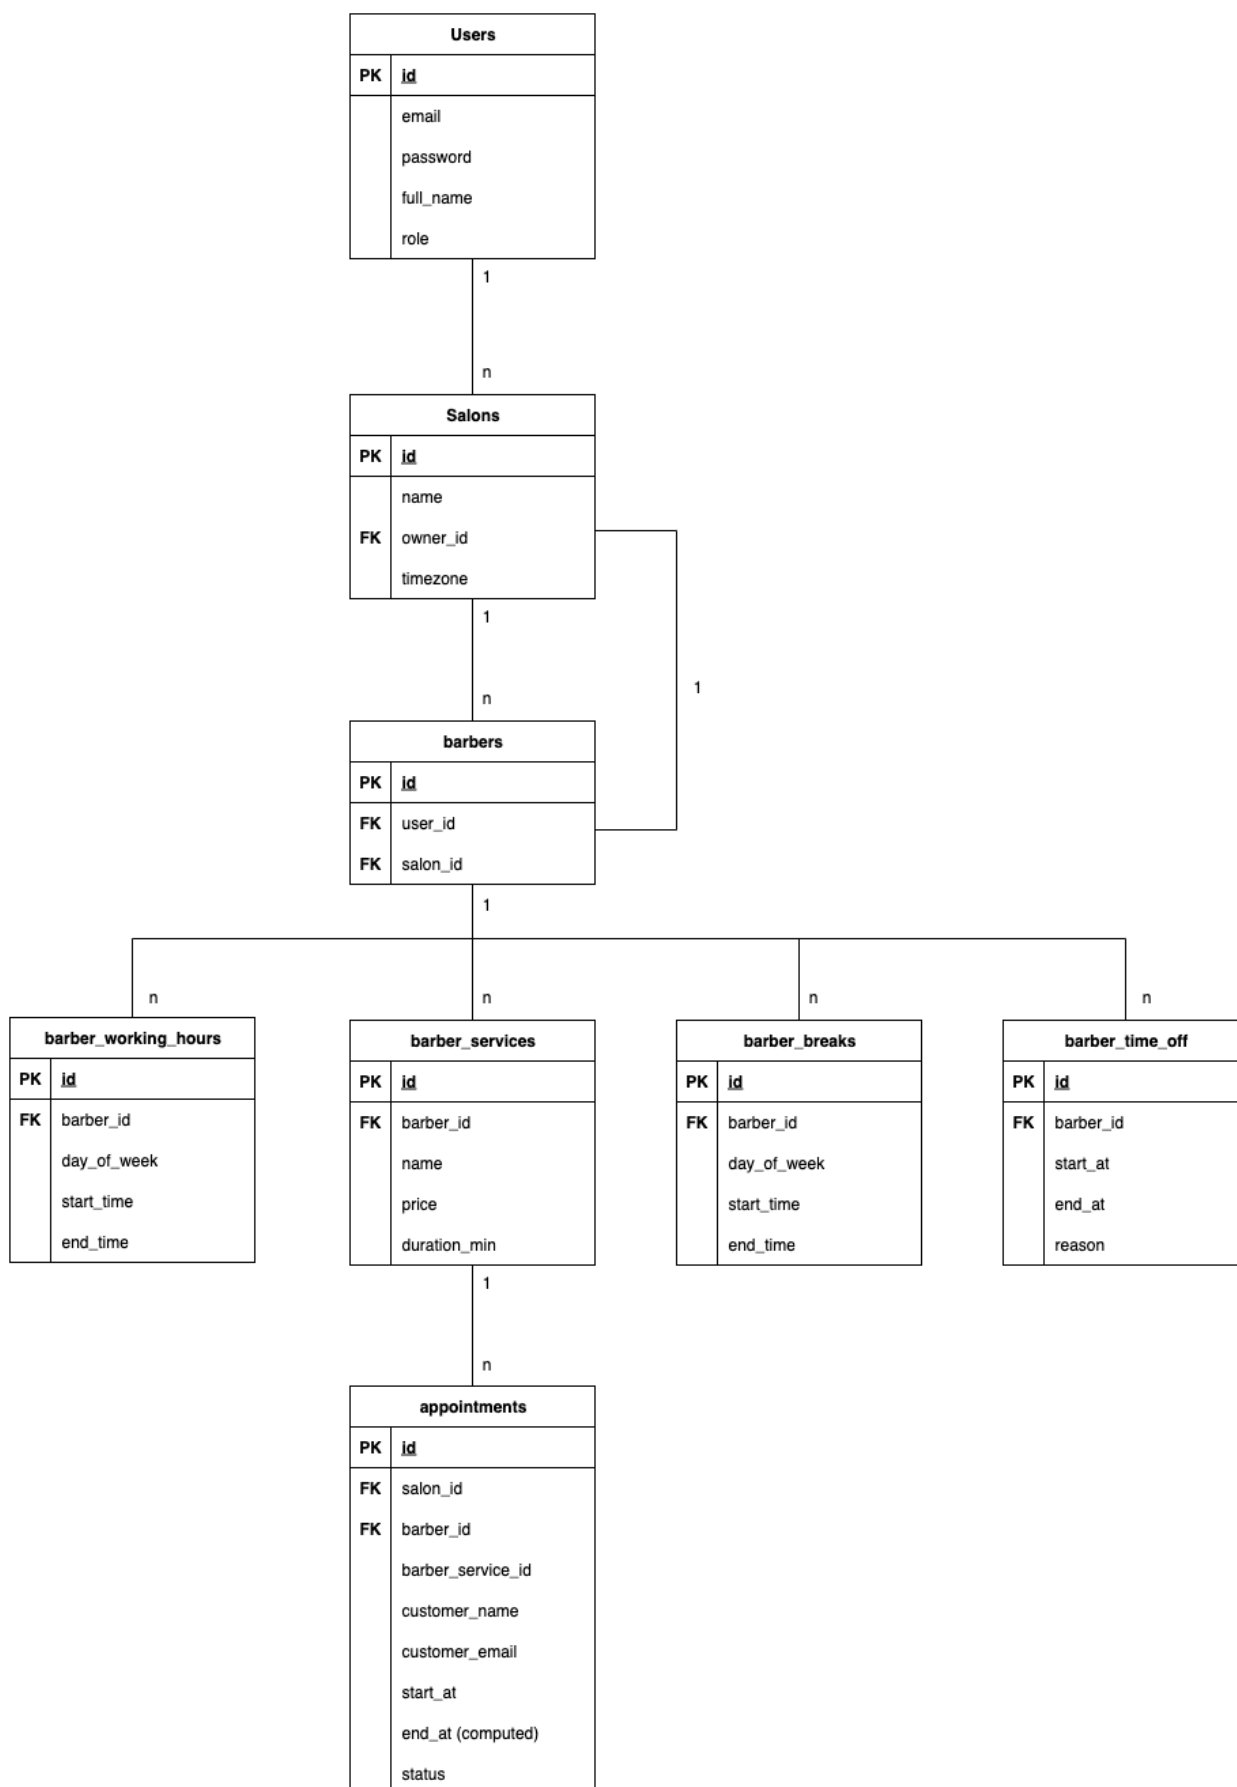 Users
PK id
email
password
full_name
role
1
n
Salons
PK id
name
FK owner_id
timezone
1
1
n
barbers
PK id
FK user_id
FK salon_id
1
n
n
n
n
barber_working_hours
PK id
FK barber_id
day_of_week
start_time
end_time
barber_services
PK id
FK barber_id
name
price
duration_min
barber_breaks
PK id
FK barber_id
day_of_week
start_time
end_time
barber_time_off
PK id
FK barber_id
start_at
end_at
reason
1
n
appointments
PK id
FK salon_id
FK barber_id
barber_service_id
customer_name
customer_email
start_at
end_at (computed)
status